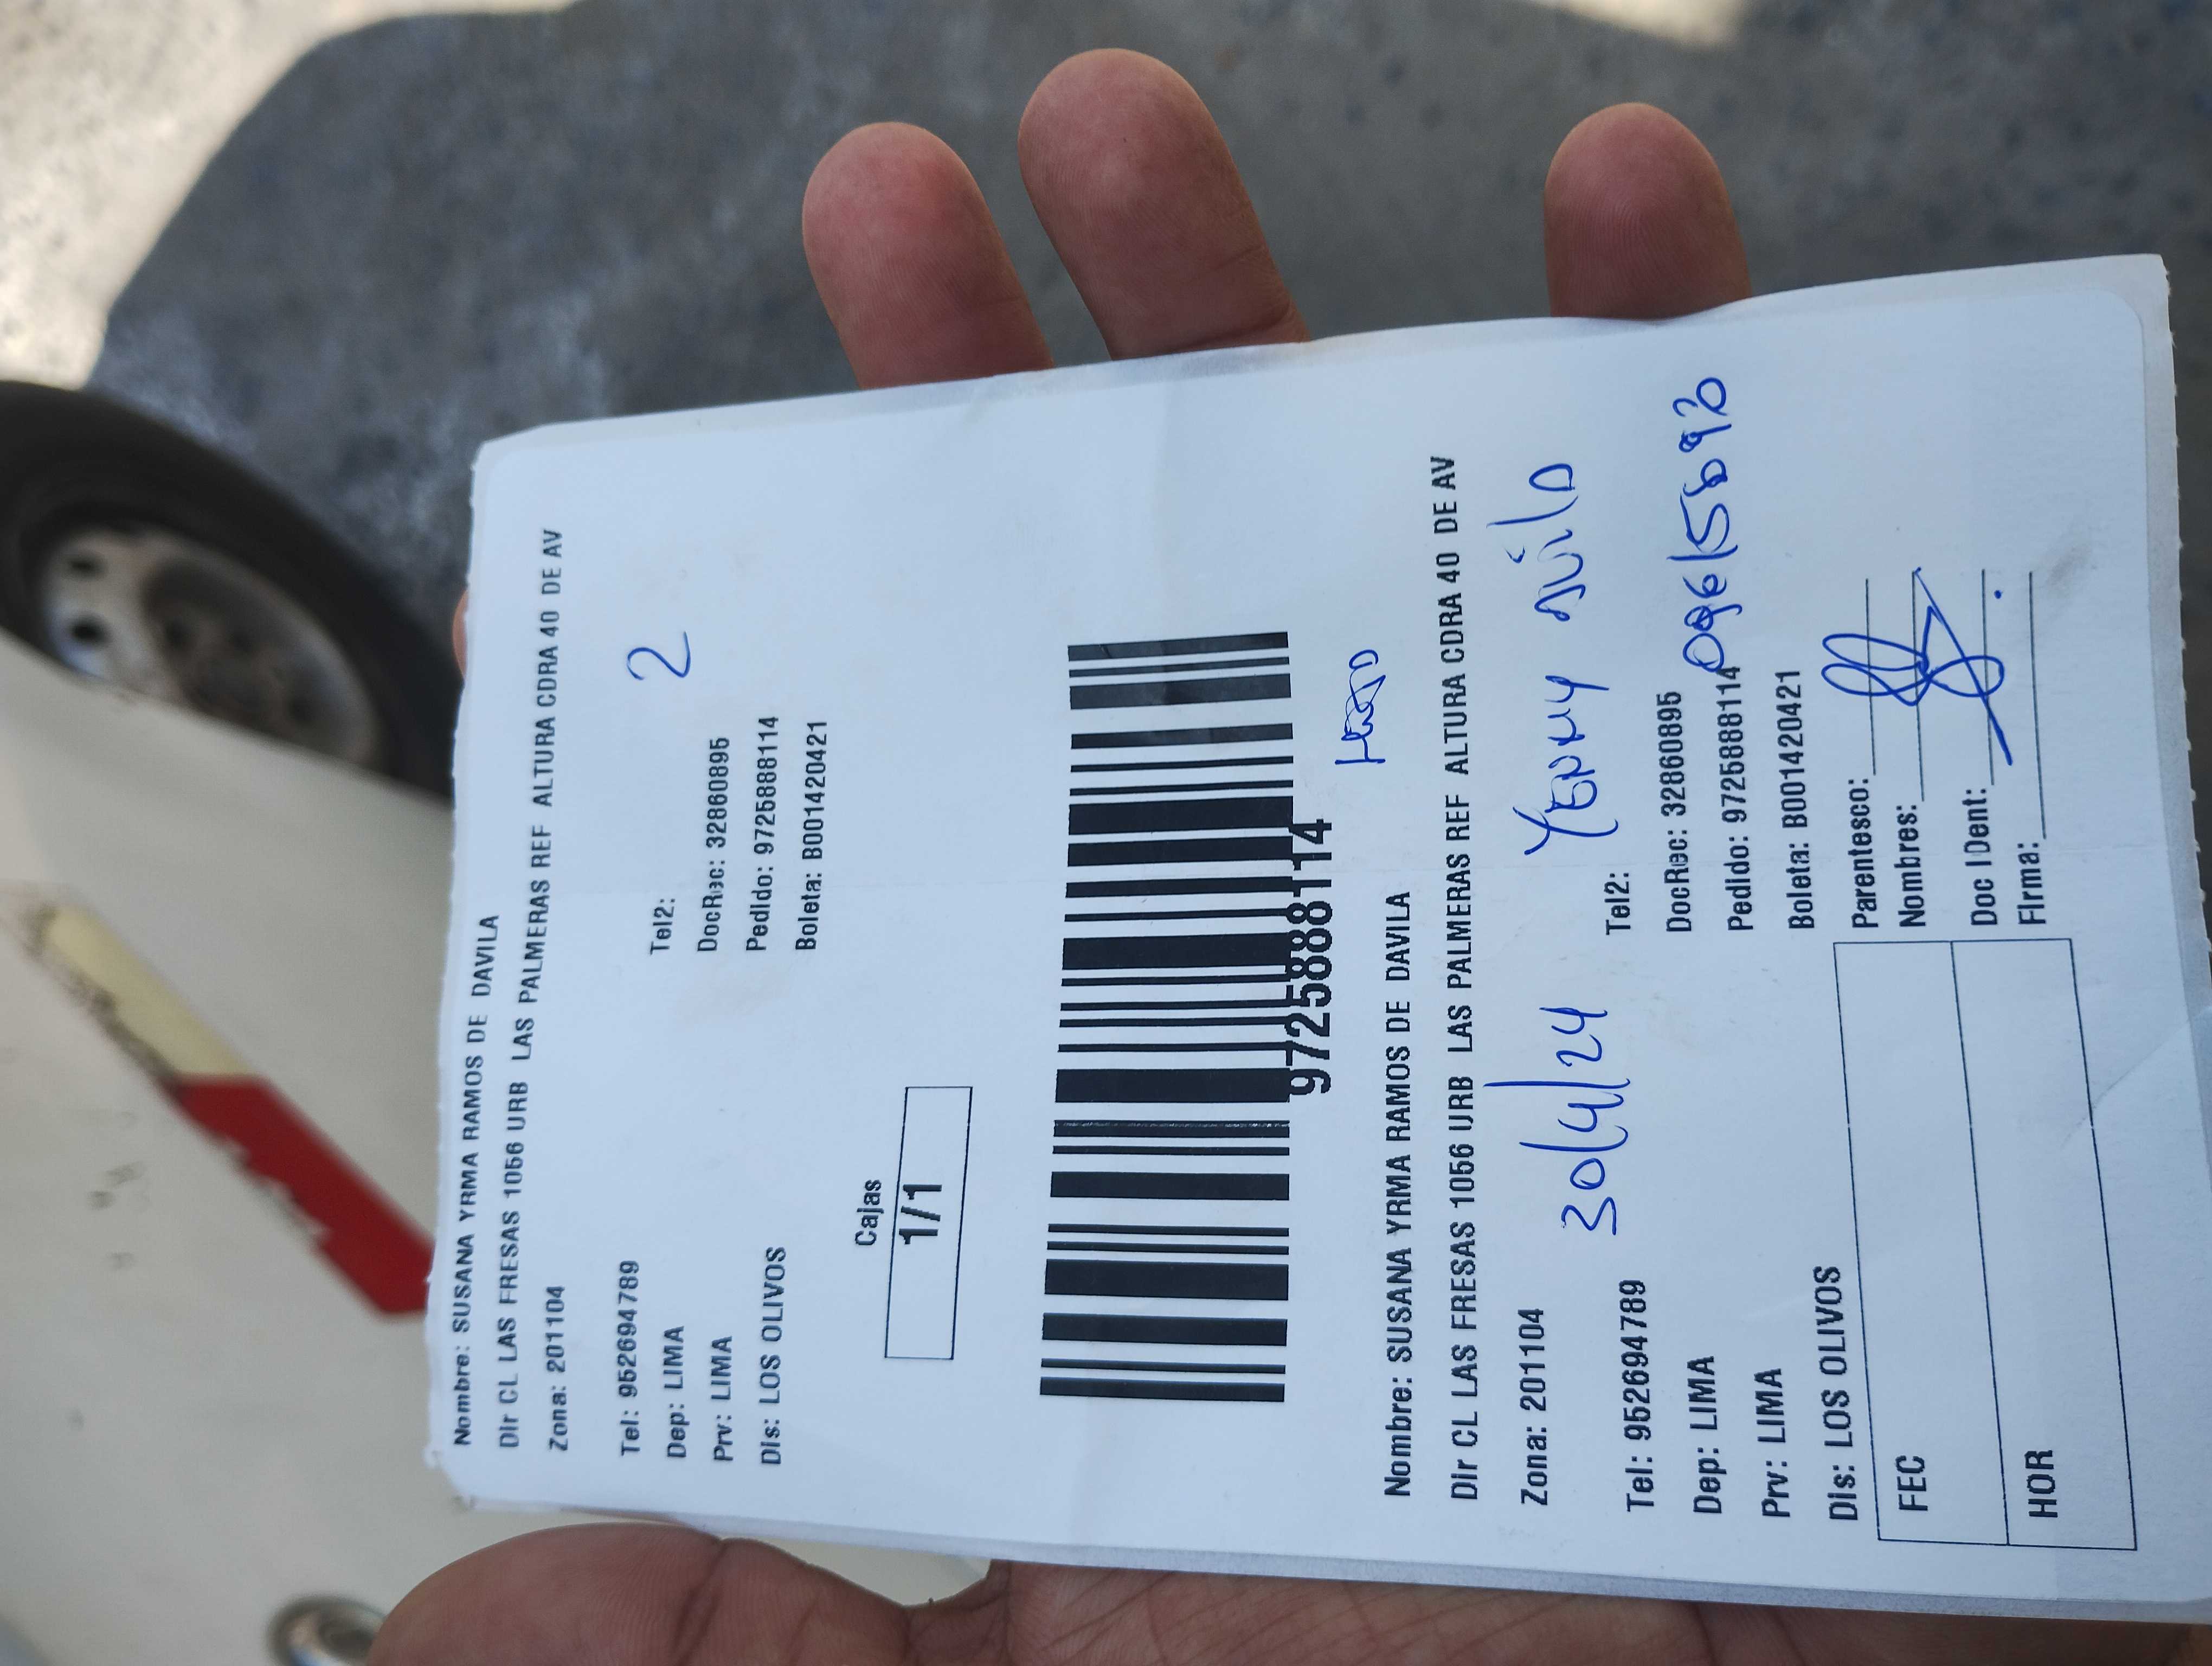 Nombre: SUSANA YRMA RAMOS DE DAVILA
Dir CL LAS FRESAS 1056 URB LAS PALMERAS REF ALTURA CDRA 40 DE AV
Zona: 201104
2
Tel: 952694789 Tel2:
Dep: LIMA DocRec: 32860895
Prv: LIMA Pedido: 9725888114
Dis: LOS OLIVOS Boleta: B001420421
Cajas
1/1
9725888114
Nombre: SUSANA YRMA RAMOS DE DAVILA
Dir CL LAS FRESAS 1056 URB LAS PALMERAS REF ALTURA CDRA 40 DE AV
Zona: 201104
30/4/24 Yenny
Tel: 952694789 Tel2:
Dep: LIMA DocRec: 32860895
Prv: LIMA Pedido: 9725888114
Dis: LOS OLIVOS Boleta: B001420421
FEC Parentesco:
Nombres:
HOR Doc IDent:
Firma: